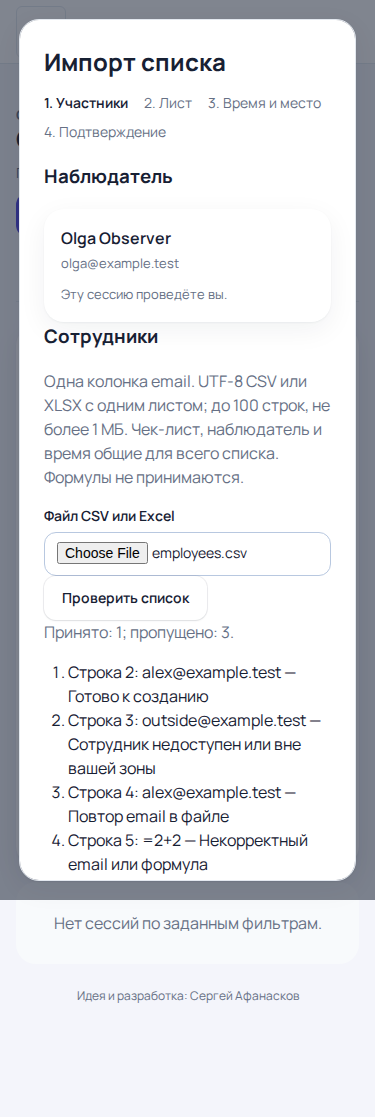 Импорт списка
1. Участники 2. Лист 3. Время и место
4. Подтверждение
Наблюдатель
Olga Observer
olga@example.test
Эту сессию проведёте вы.
Сотрудники
Одна колонка email. UTF-8 CSV или
XLSX с одним листом; до 100 строк, не
более 1 МБ. Чек-лист, наблюдатель и
время общие для всего списка.
Формулы не принимаются.
Файл CSV или Excel
Choose File employees.csv
Проверить список
Принято: 1; пропущено: 3.
1. Строка 2: alex@example.test —
Готово к созданию
2. Строка 3: outside@example.test —
Сотрудник недоступен или вне
вашей зоны
3. Строка 4: alex@example.test —
Повтор email в файле
4. Строка 5: =2+2 — Некорректный
email или формула
Нет сессий по заданным фильтрам.
Идея и разработка: Сергей Афанасков